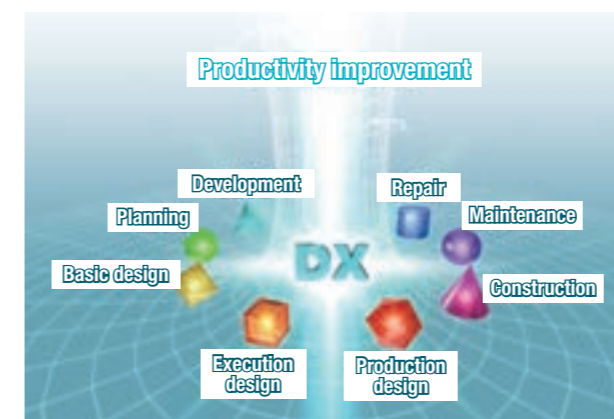 Productivity improvement
Development
Repair
Planning
Maintenance
Basic design
DX
Construction
Execution
design
Production
design